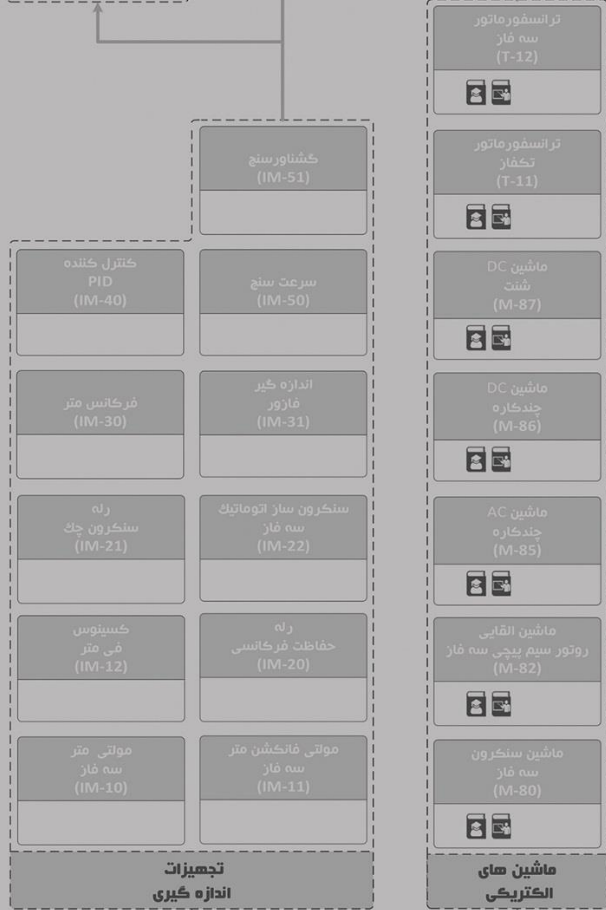 ترانسفورماتور
سه فاز
(T-12)
ترانسفورماتور
تکفاز
(T-11)
ماشین DC
شنت
(M-87)
ماشین DC
چندکاره
(M-86)
ماشین AC
چندکاره
(M-85)
ماشین القایی
روتور سیم پیچی سه فاز
(M-82)
ماشین سنکرون
سه فاز
(M-80)
ماشین های
الکتریکی
گشتاورسنج
(IM-51)
سرعت سنج
(IM-50)
کنترل کننده
PID
(IM-40)
اندازه گیر
فازور
(IM-31)
فرکانس متر
(IM-30)
سنکرون ساز اتوماتیک
سه فاز
(IM-22)
رله
سنکرون چک
(IM-21)
رله
حفاظت فرکانسی
(IM-20)
کسینوس
فی متر
(IM-12)
مولتی فانکشن متر
سه فاز
(IM-11)
مولتی متر
سه فاز
(IM-10)
تجهیزات
اندازه گیری